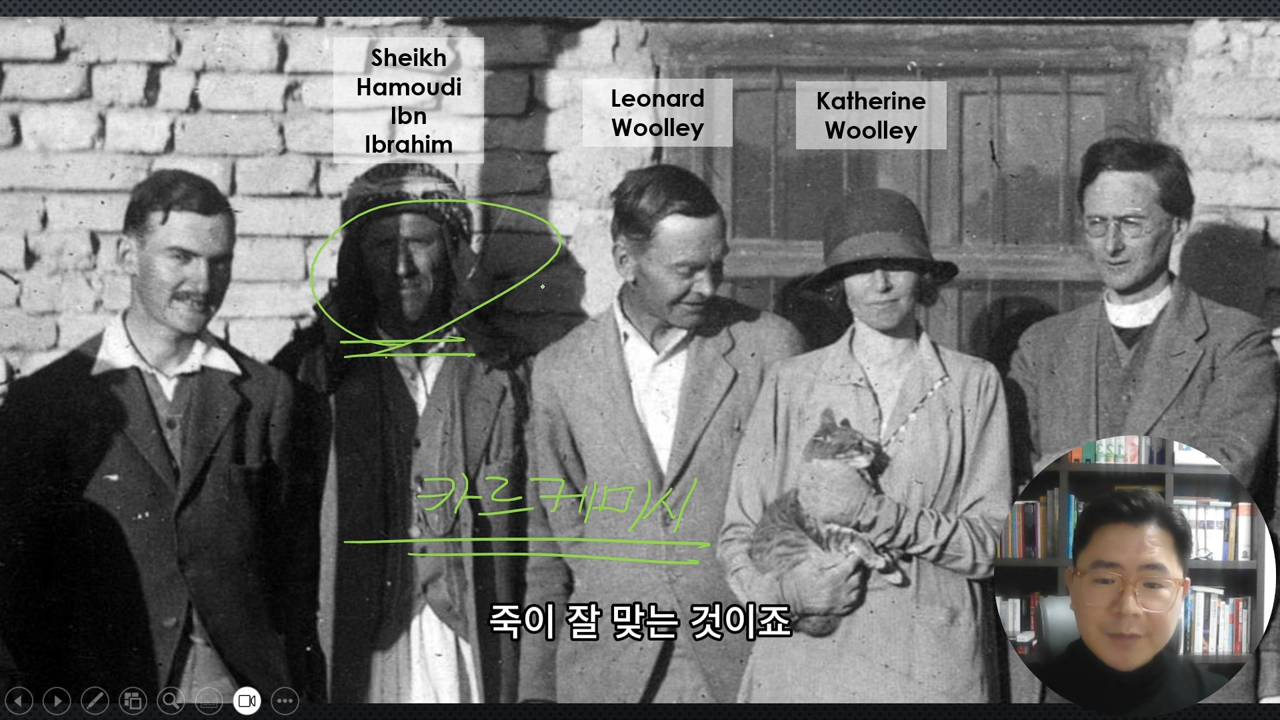 Sheikh
Hamoudi
Ibn
Ibrahim
Leonard
Woolley
Katherine
Woolley
카르케미시
죽이 잘 맞는 것이죠